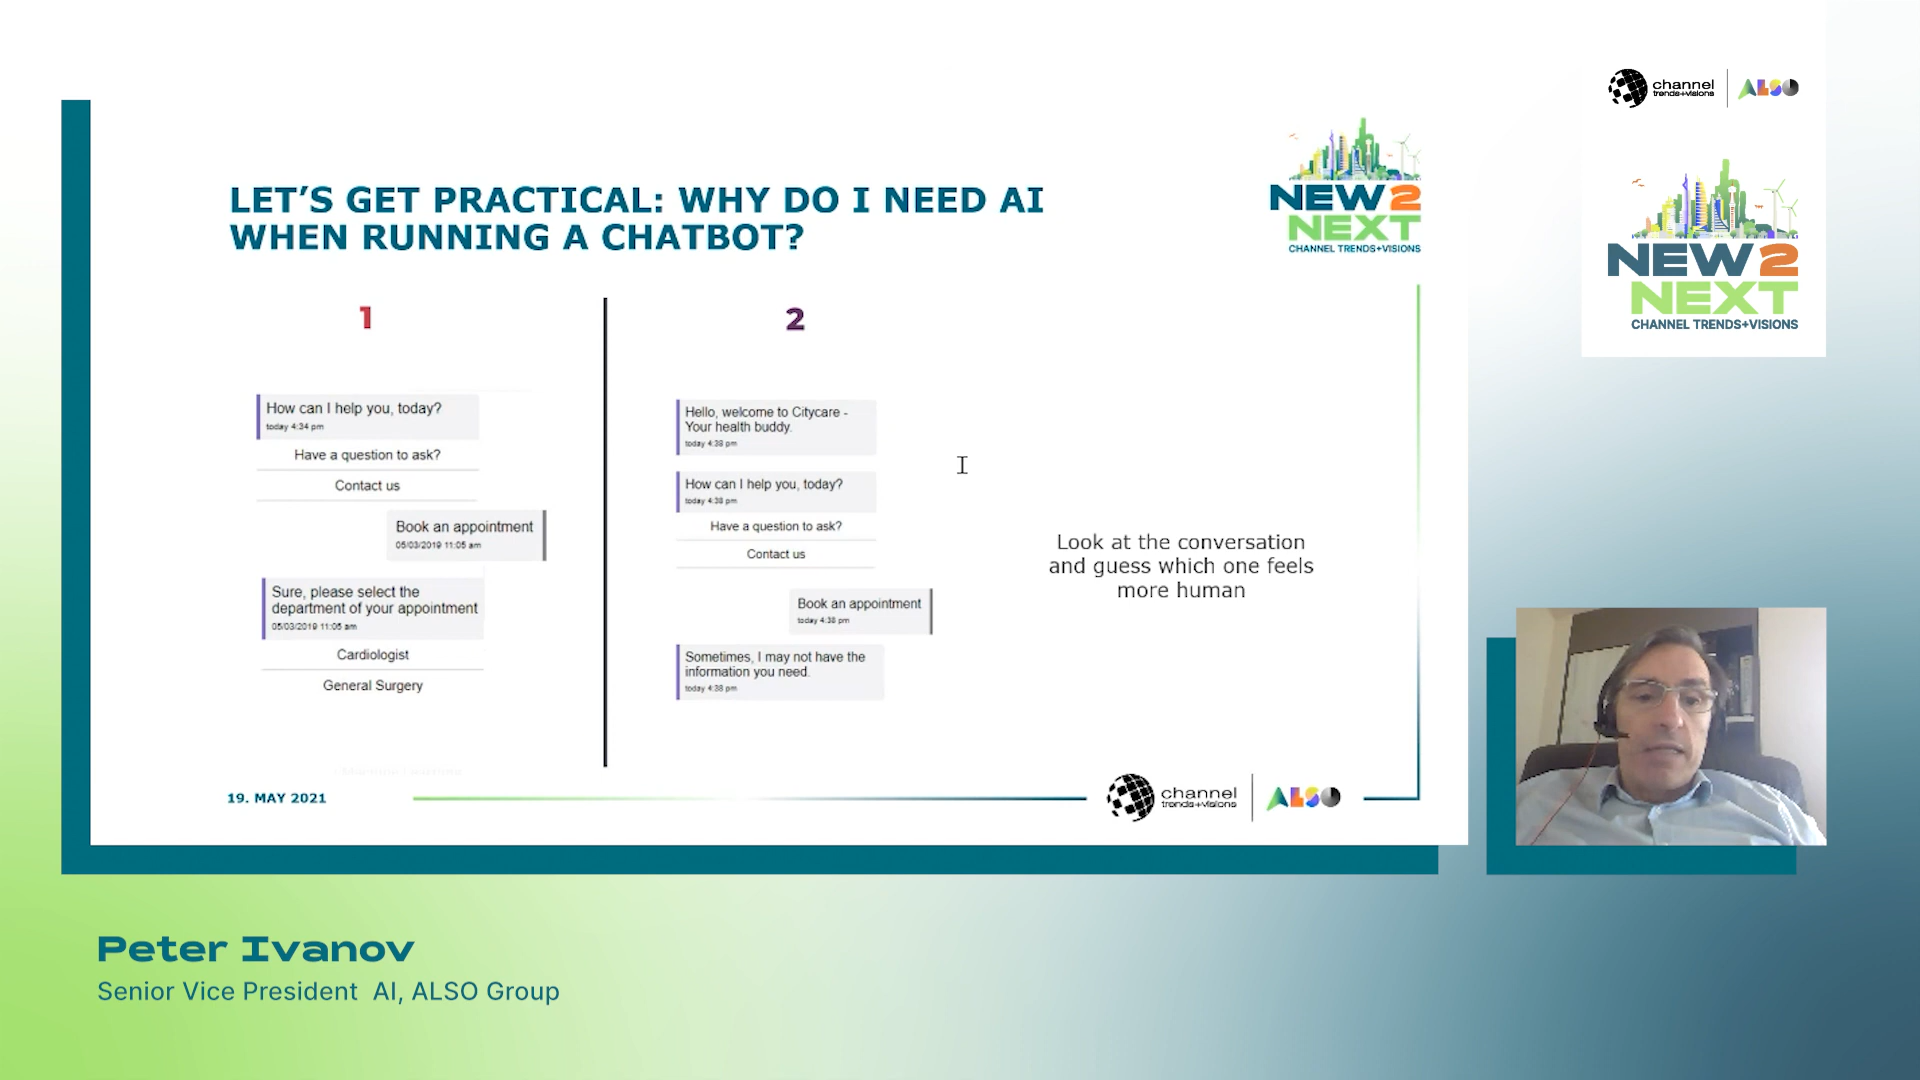 channel
trends+visions
ALSO
NEW 2
NEXT
CHANNEL TRENDS+VISIONS
LET'S GET PRACTICAL: WHY DO I NEED AI
WHEN RUNNING A CHATBOT?
NEW 2
NEXT
CHANNEL TRENDS+VISIONS
1
How can I help you, today?
today 4:34 pm
Have a question to ask?
Contact us
Book an appointment
05/03/2019 11:05 am
Sure, please select the
department of your appointment
05/03/2019 11:05 am
Cardiologist
General Surgery
2
Hello, welcome to Citycare -
Your health buddy.
today 4:38 pm
How can I help you, today?
today 4:38 pm
Have a question to ask?
Contact us
Book an appointment
today 4:38 pm
Sometimes, I may not have the
information you need.
today 4:38 pm
Look at the conversation
and guess which one feels
more human
19. MAY 2021
channel
trends+visions
ALSO
Peter Ivanov
Senior Vice President AI, ALSO Group